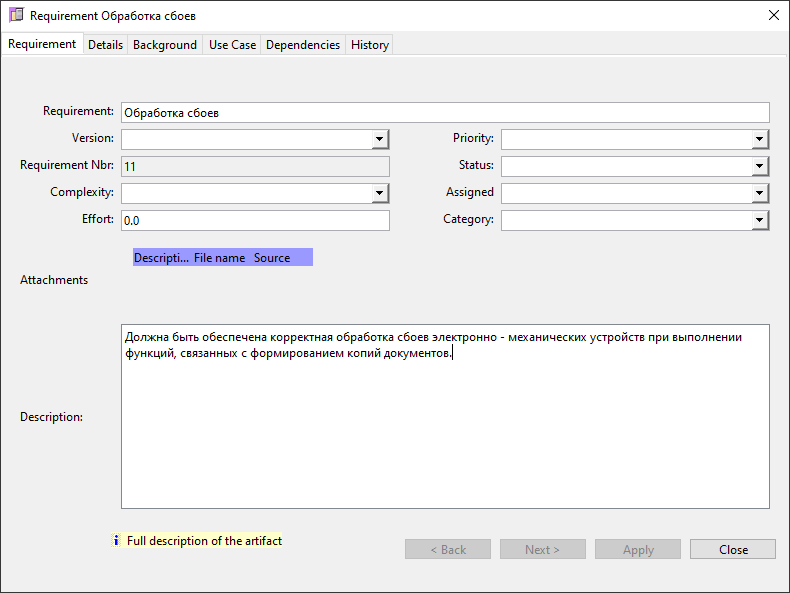 Requirement Обработка сбоев
Requirement Details Background Use Case Dependencies History
Requirement: Обработка сбоев
Version: Priority:
Requirement Nbr: 11 Status:
Complexity: Assigned
Effort: 0.0 Category:
Descripti... File name Source
Attachments
Должна быть обеспечена корректная обработка сбоев электронно - механических устройств при выполнении
функций, связанных с формированием копий документов.
Description:
i Full description of the artifact
< Back Next > Apply Close